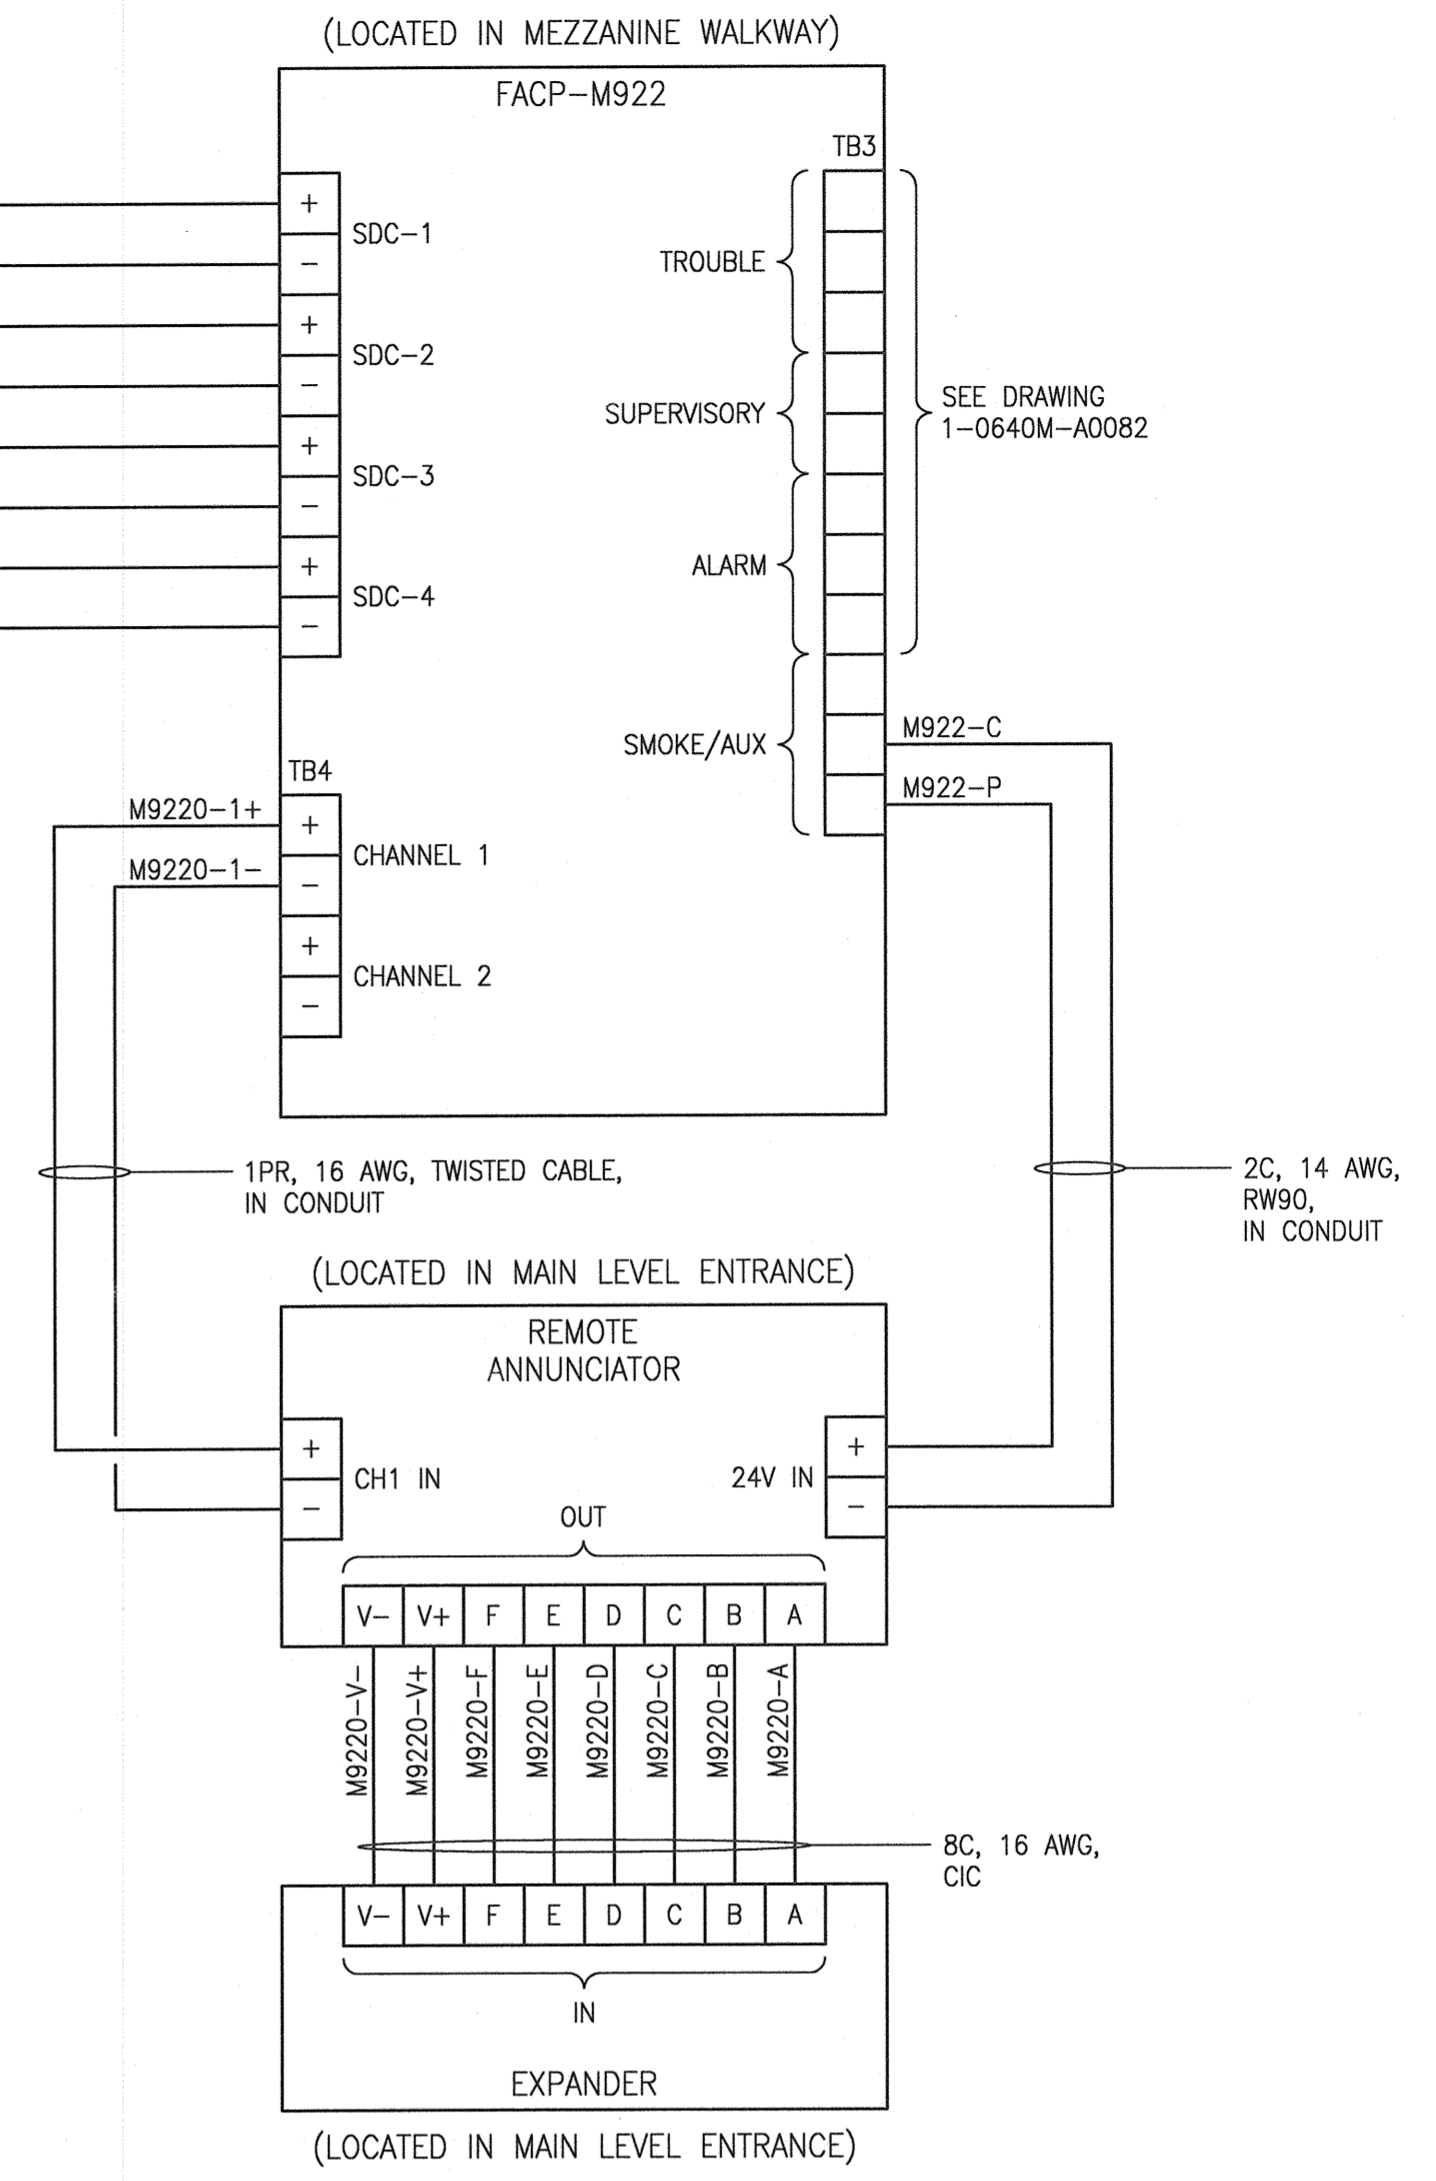 (LOCATED IN MEZZANINE WALKWAY)
FACP-M922
TB3
+
SDC-1
-
+
SDC-2
-
+
SDC-3
-
+
SDC-4
-
TROUBLE
SUPERVISORY
ALARM
SMOKE/AUX
SEE DRAWING
1-0640M-A0082
M922-C
M922-P
TB4
M9220-1+
+
CHANNEL 1
M9220-1-
-
+
CHANNEL 2
-
1PR, 16 AWG, TWISTED CABLE,
IN CONDUIT
2C, 14 AWG,
RW90,
IN CONDUIT
(LOCATED IN MAIN LEVEL ENTRANCE)
REMOTE
ANNUNCIATOR
+
CH1 IN
-
24V IN
+
-
OUT
V- V+ F E D C B A
M9220-V-
M9220-V+
M9220-F
M9220-E
M9220-D
M9220-C
M9220-B
M9220-A
8C, 16 AWG,
CIC
V- V+ F E D C B A
IN
EXPANDER
(LOCATED IN MAIN LEVEL ENTRANCE)